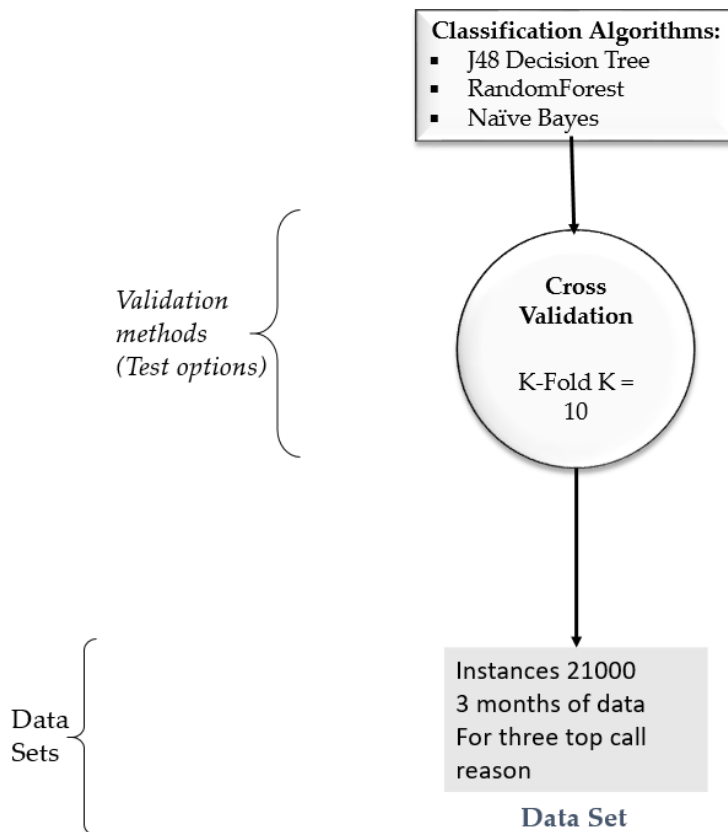 Classification Algorithms:
▪ J48 Decision Tree
▪ RandomForest
▪ Naïve Bayes
Validation
methods
(Test options)
Cross
Validation
K-Fold K =
10
Data
Sets
Instances 21000
3 months of data
For three top call
reason
Data Set